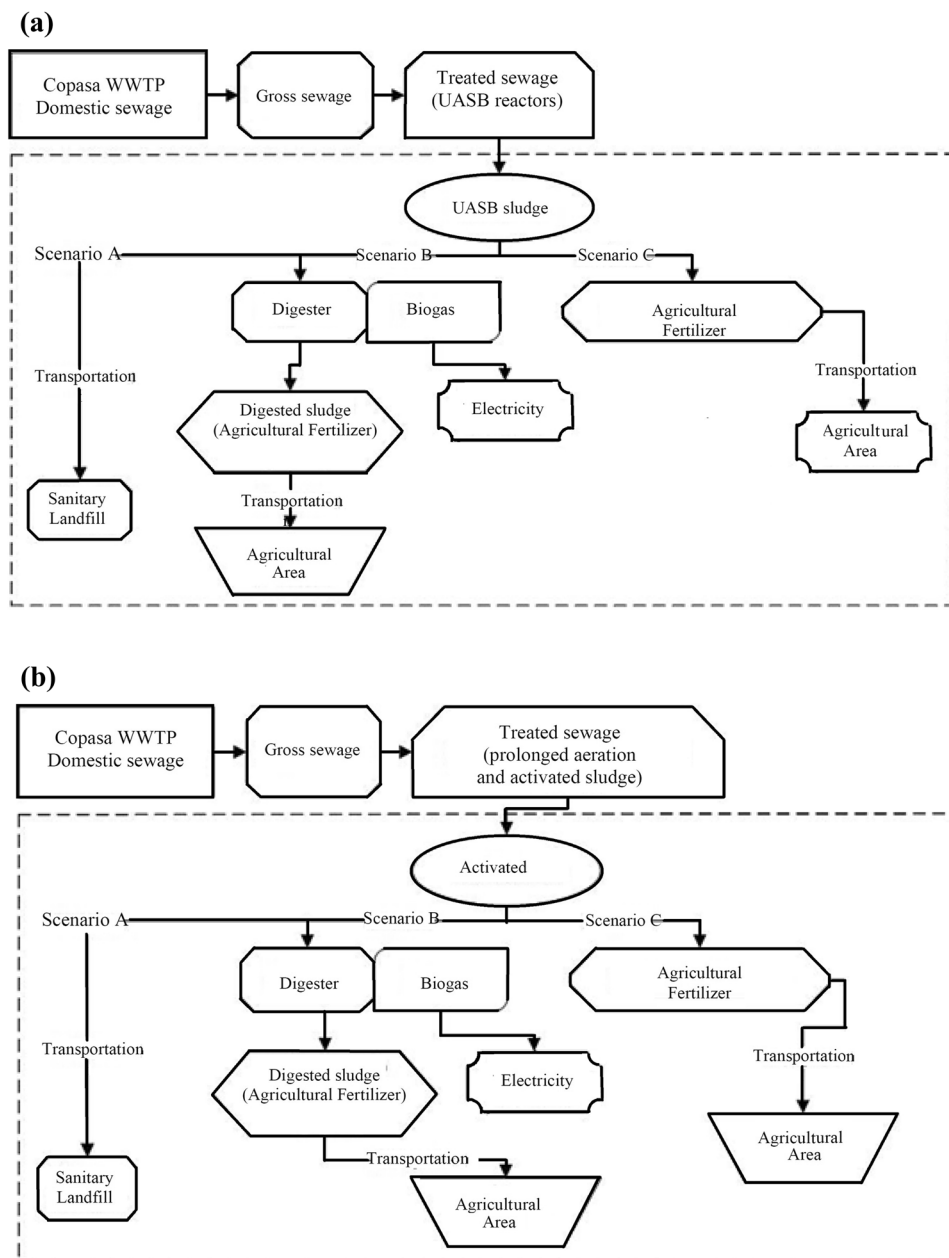 (a)
Copasa WWTP
Domestic sewage
Gross sewage
Treated sewage
(UASB reactors)
UASB sludge
Scenario A
Scenario B
Scenario C
Digester
Biogas
Agricultural
Fertilizer
Transportation
Transportation
Digested sludge
(Agricultural Fertilizer)
Electricity
Agricultural
Area
Sanitary
Landfill
Transportation
Agricultural
Area
(b)
Copasa WWTP
Domestic sewage
Gross sewage
Treated sewage
(prolonged aeration
and activated sludge)
Activated
Scenario A
Scenario B
Scenario C
Digester
Biogas
Agricultural
Fertilizer
Transportation
Transportation
Digested sludge
(Agricultural Fertilizer)
Electricity
Agricultural
Area
Transportation
Sanitary
Landfill
Agricultural
Area